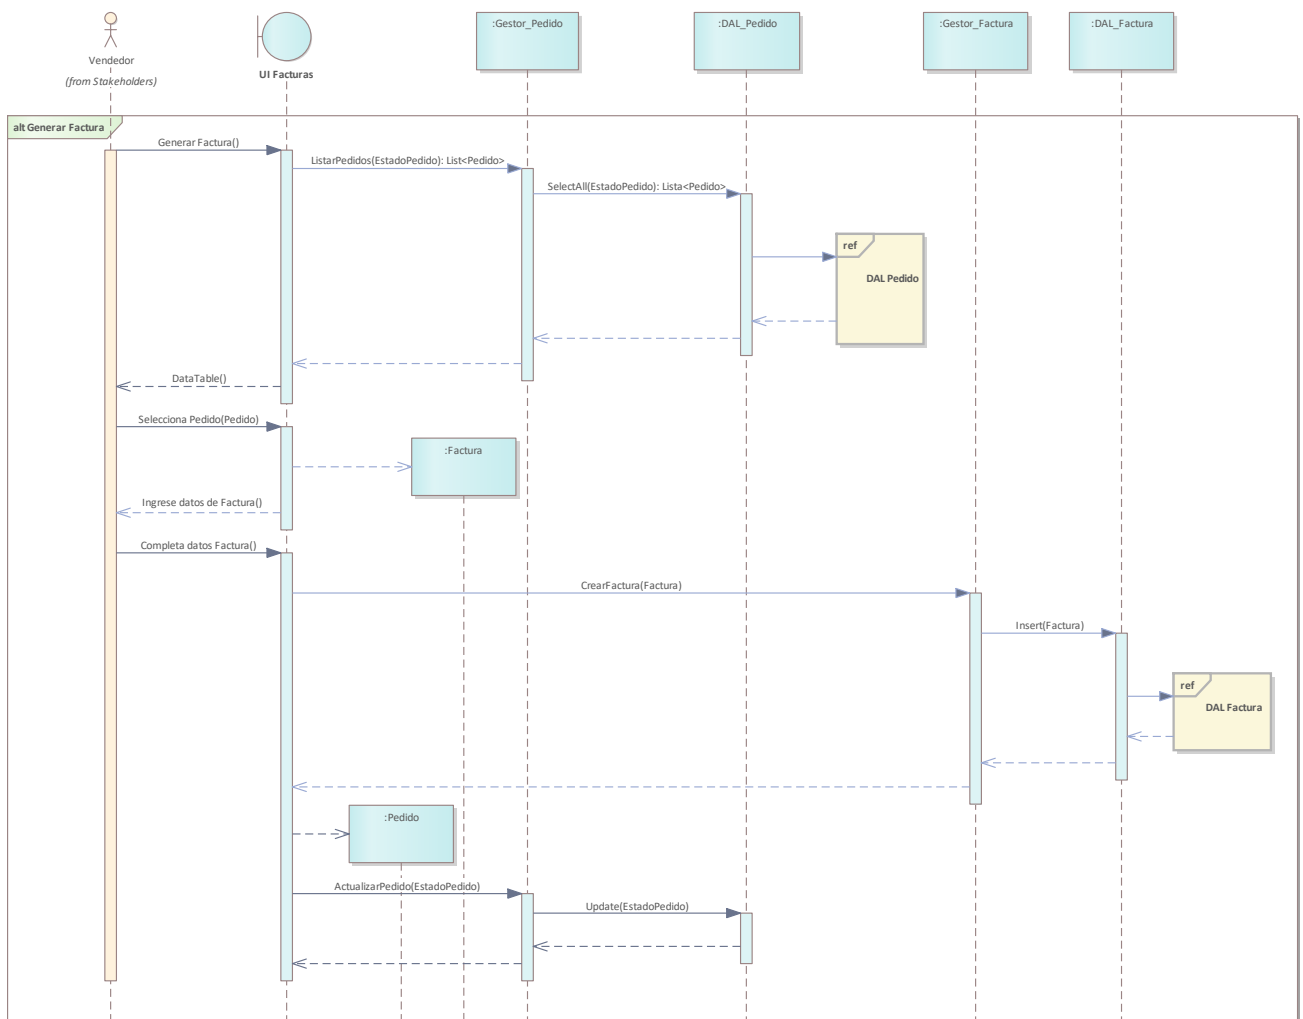 :Gestor_Pedido
:DAL_Pedido
:Gestor_Factura
:DAL_Factura
Vendedor
(from Stakeholders)
UI Facturas
alt Generar Factura
Generar Factura()
ListarPedidos(EstadoPedido): List<Pedido>
SelectAll(EstadoPedido): Lista<Pedido>
ref
DAL Pedido
DataTable()
Selecciona Pedido(Pedido)
:Factura
Ingrese datos de Factura()
Completa datos Factura()
CrearFactura(Factura)
Insert(Factura)
ref
DAL Factura
:Pedido
ActualizarPedido(EstadoPedido)
Update(EstadoPedido)